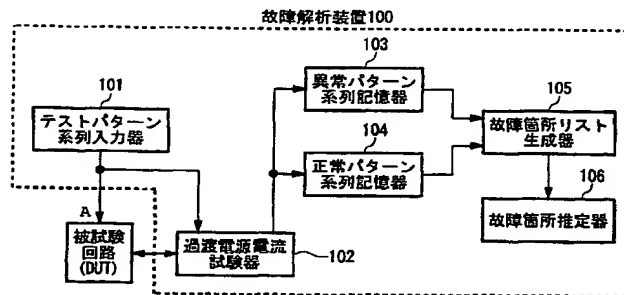 故障解析装置100
101
テストパターン
系列入力器
103
異常パターン
系列記憶器
104
正常パターン
系列記憶器
105
故障箇所リスト
生成器
106
故障箇所推定器
A
被試験
回路
(DUT)
過渡電源電流
試験器
102